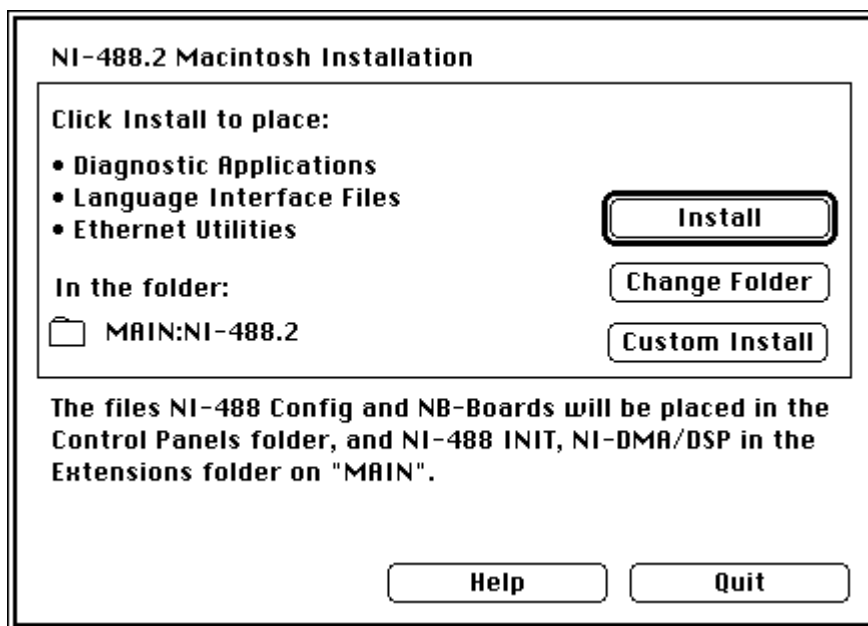 NI-488.2 Macintosh Installation
Click Install to place:
• Diagnostic Applications
• Language Interface Files
• Ethernet Utilities
Install
In the folder:
Change Folder
MAIN:NI-488.2
Custom Install
The files NI-488 Config and NB-Boards will be placed in the
Control Panels folder, and NI-488 INIT, NI-DMA/DSP in the
Extensions folder on "MAIN".
Help
Quit